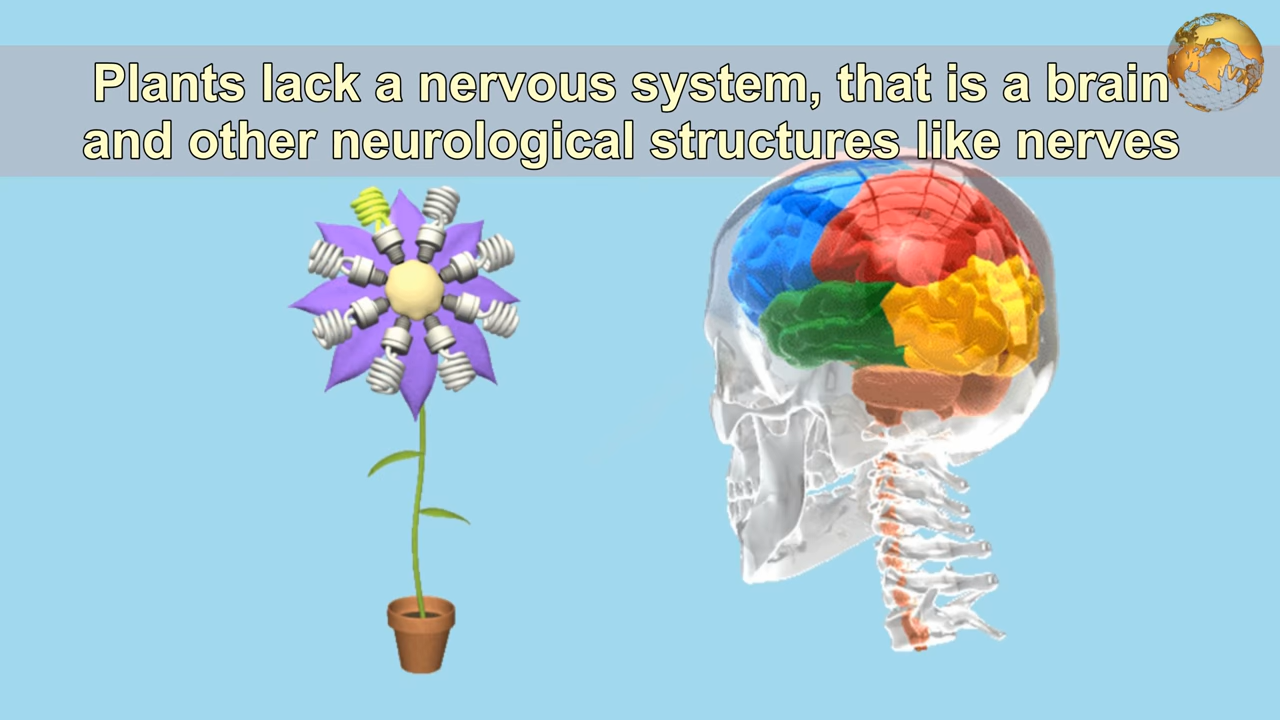 Plants lack a nervous system, that is a brain
and other neurological structures like nerves